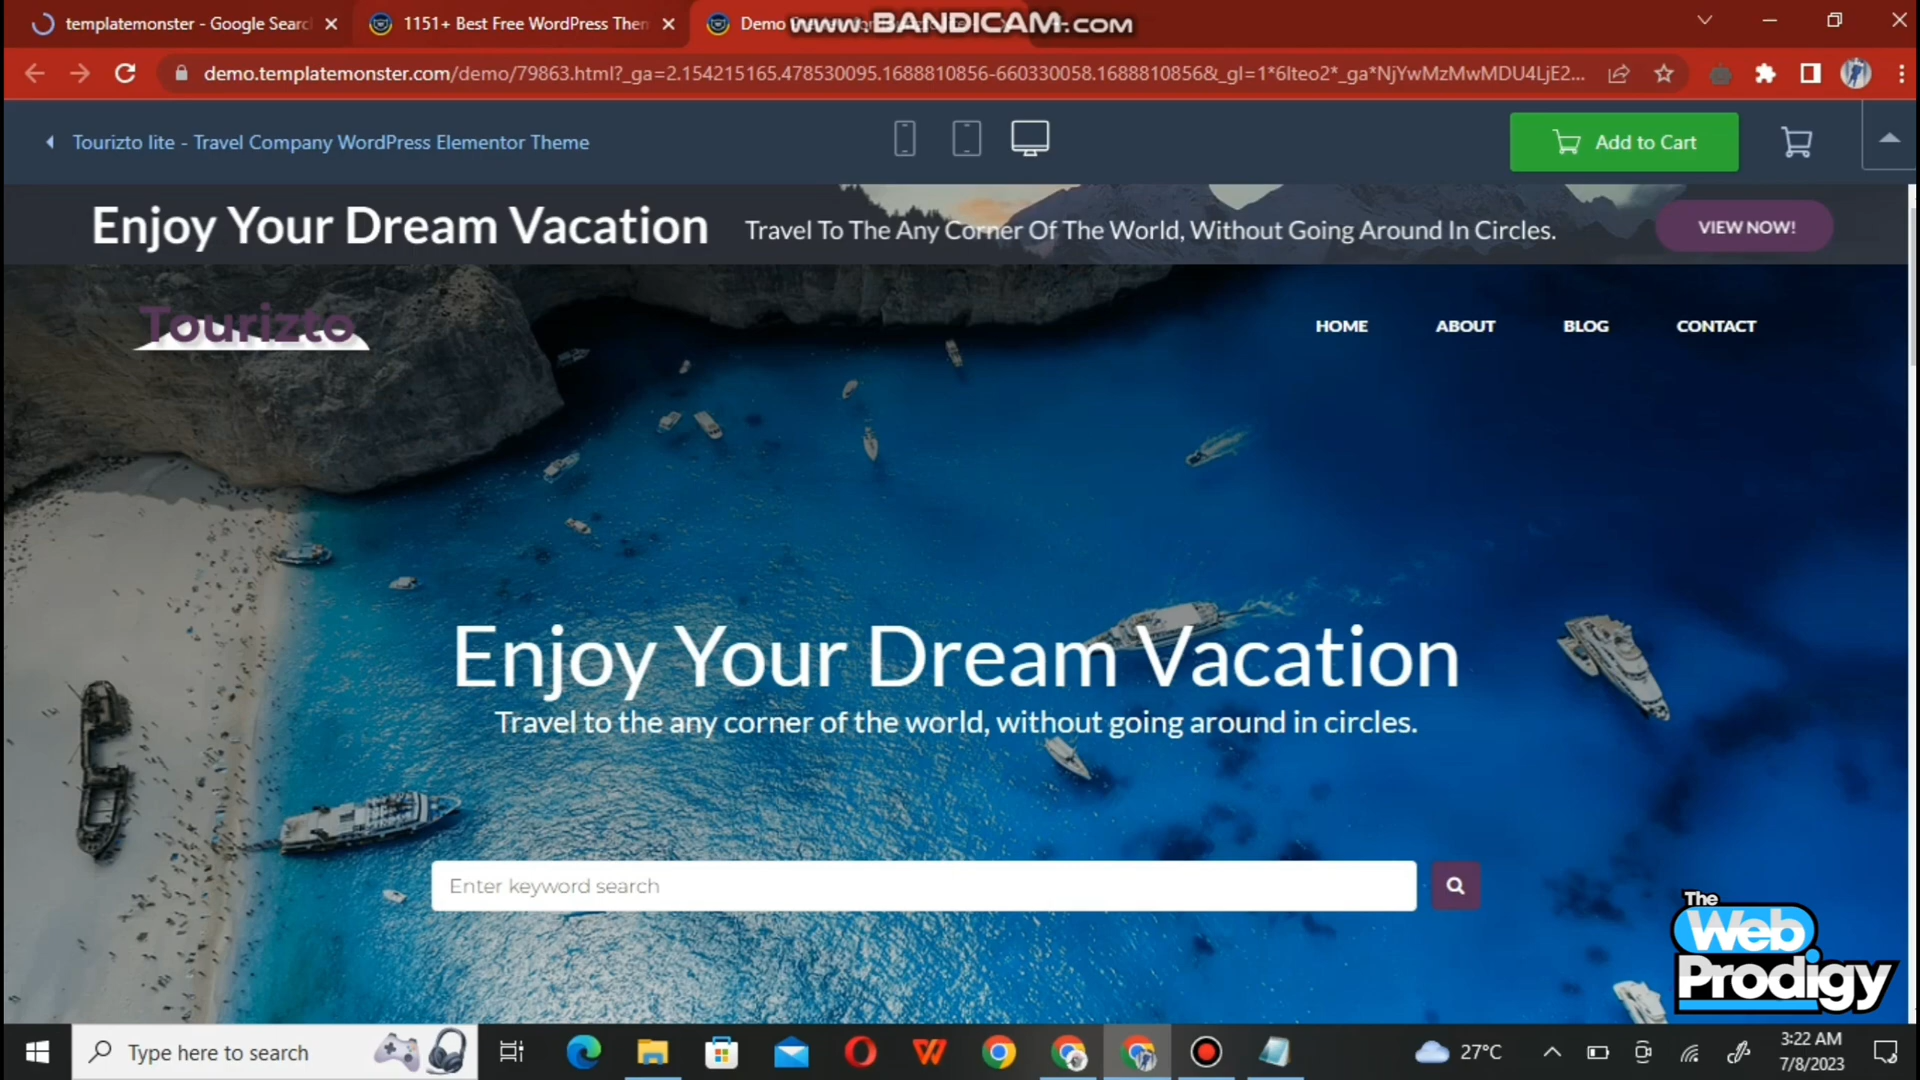 templatemonster - Google Searc
1151+ Best Free WordPress Then
Demo
www.BANDICAM.COM
demo.templatemonster.com/demo/79863.html?_ga=2.154215165.478530095.1688810856-660330058.1688810856&_gl=1*6lteo2*_ga*NjYwMzMwMDU4LjE2...
Tourizto lite - Travel Company WordPress Elementor Theme
Add to Cart
Enjoy Your Dream Vacation
Travel To The Any Corner Of The World, Without Going Around In Circles.
VIEW NOW!
Tourizto
HOME
ABOUT
BLOG
CONTACT
Enjoy Your Dream Vacation
Travel to the any corner of the world, without going around in circles.
Enter keyword search
The
Web
Prodigy
Type here to search
27°C
3:22 AM
7/8/2023